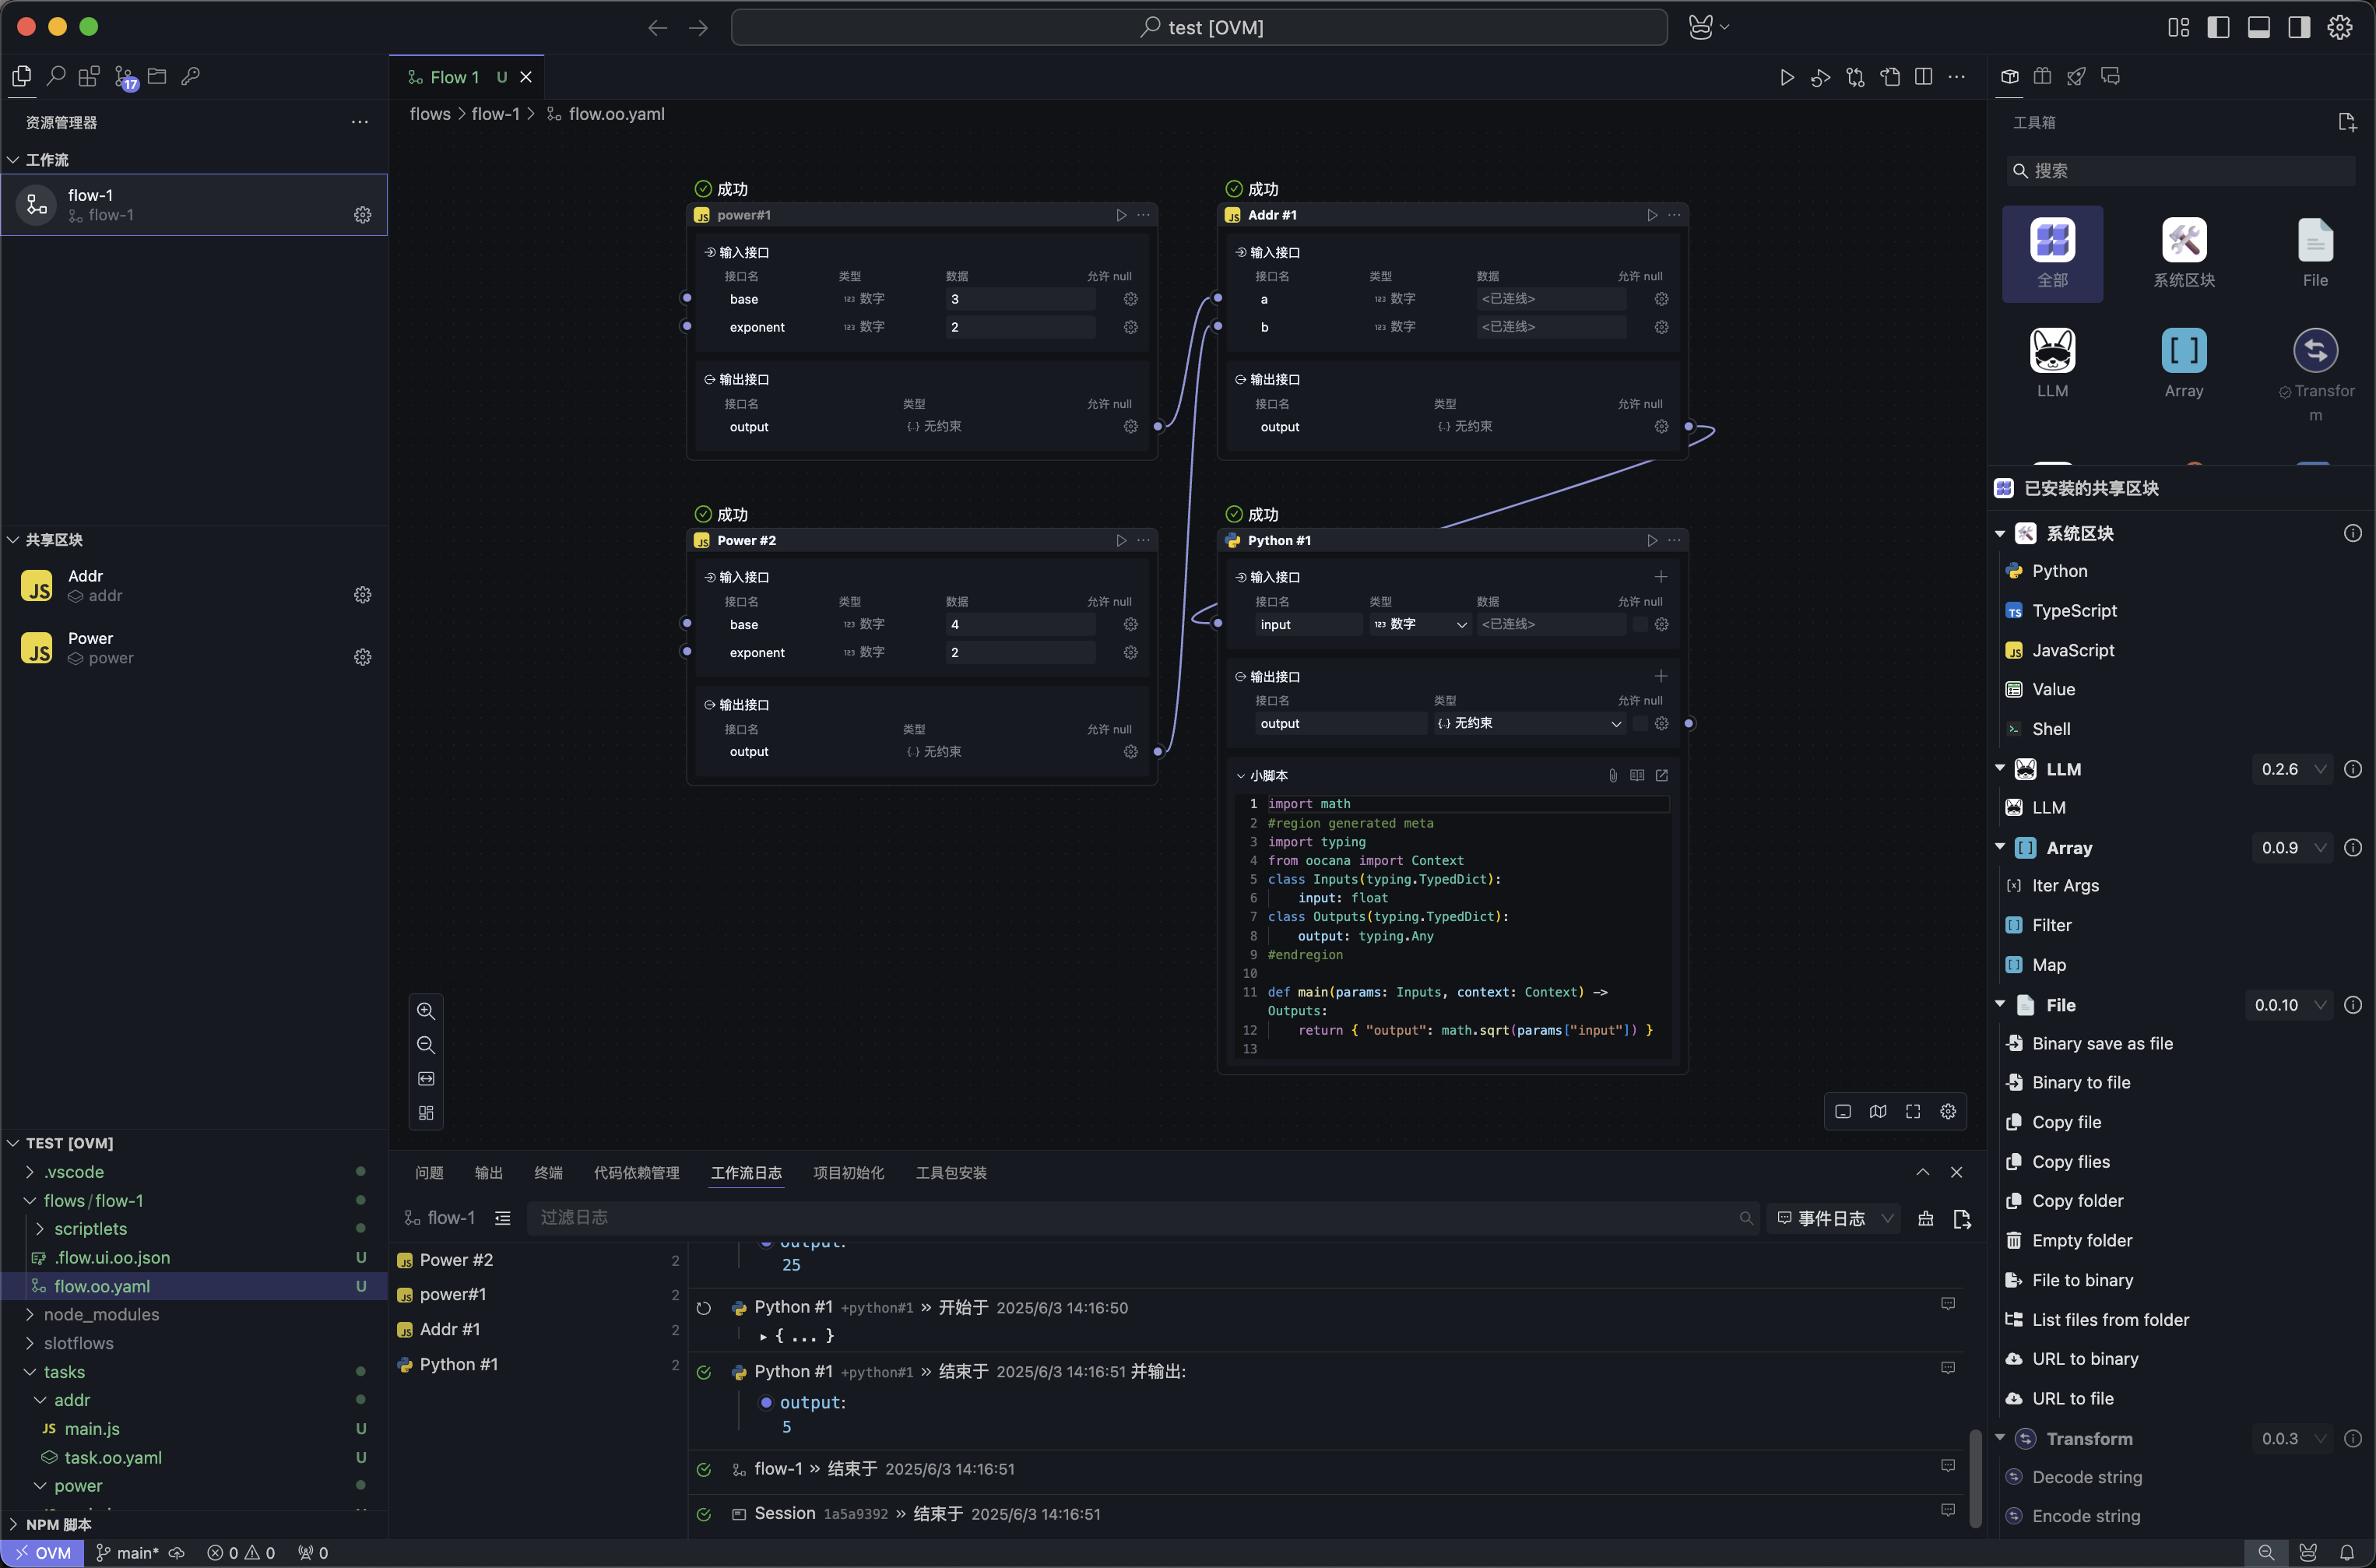 test [OVM]
17
Flow 1 U
flows > flow-1 > flow.oo.yaml
资源管理器
工作流
flow-1
flow-1
共享区块
Addr
addr
Power
power
TEST [OVM]
.vscode
flows/flow-1
scriptlets
.flow.ui.oo.json U
flow.oo.yaml U
node_modules
slotflows
tasks
addr
JS main.js U
task.oo.yaml U
power
NPM 脚本
成功
JS power#1
输入接口
接口名 类型 数据 允许 null
base 123 数字 3
exponent 123 数字 2
输出接口
接口名 类型 允许 null
output {..} 无约束
成功
JS Addr #1
输入接口
接口名 类型 数据 允许 null
a 123 数字 <已连线>
b 123 数字 <已连线>
输出接口
接口名 类型 允许 null
output {..} 无约束
成功
JS Power #2
输入接口
接口名 类型 数据 允许 null
base 123 数字 4
exponent 123 数字 2
输出接口
接口名 类型 允许 null
output {..} 无约束
成功
Python #1
输入接口
接口名 类型 数据 允许 null
input 123 数字 <已连线>
输出接口
接口名 类型 允许 null
output {..} 无约束
小脚本
1 import math
2 #region generated meta
3 import typing
4 from oocana import Context
5 class Inputs(typing.TypedDict):
6 input: float
7 class Outputs(typing.TypedDict):
8 output: typing.Any
9 #endregion
10
11 def main(params: Inputs, context: Context) ->
Outputs:
12 return { "output": math.sqrt(params["input"]) }
13
问题 输出 终端 代码依赖管理 工作流日志 项目初始化 工具包安装
flow-1 过滤日志 事件日志
JS Power #2 2
JS power#1 2
JS Addr #1 2
Python #1 2
output:
25
Python #1 +python#1 » 开始于 2025/6/3 14:16:50
▸ { ... }
Python #1 +python#1 » 结束于 2025/6/3 14:16:51 并输出:
output:
5
flow-1 » 结束于 2025/6/3 14:16:51
Session 1a5a9392 » 结束于 2025/6/3 14:16:51
工具箱
搜索
全部 系统区块 File
LLM Array Transfor
m
已安装的共享区块
系统区块
Python
TS TypeScript
JS JavaScript
Value
Shell
LLM 0.2.6
LLM
Array 0.0.9
Iter Args
Filter
Map
File 0.0.10
Binary save as file
Binary to file
Copy file
Copy flies
Copy folder
Empty folder
File to binary
List files from folder
URL to binary
URL to file
Transform 0.0.3
Decode string
Encode string
OVM main* 0 0 0